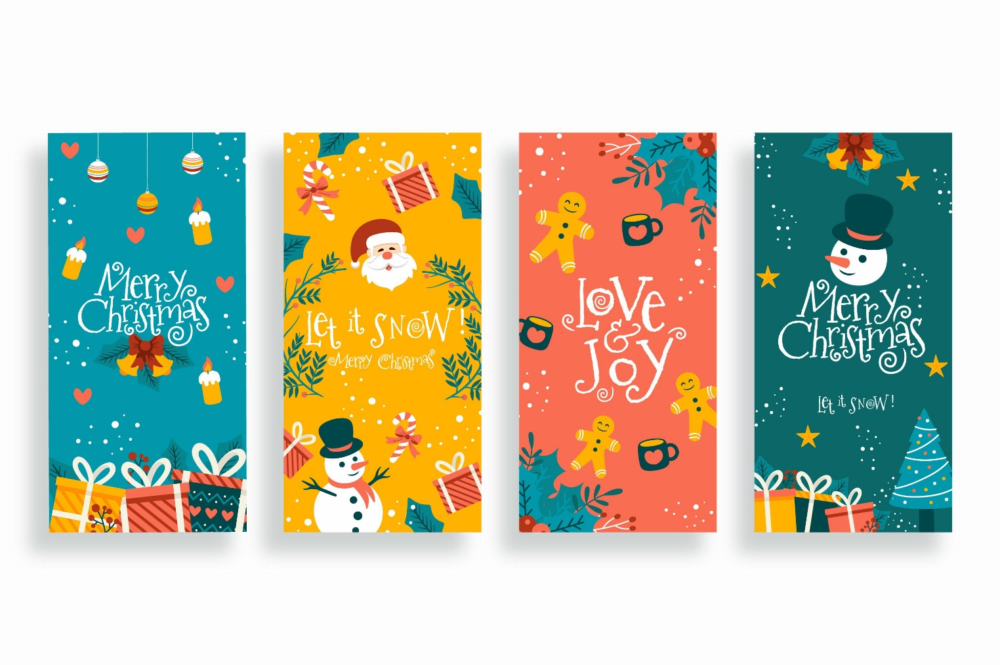 Merry
Christmas
Let it SNoW!
Merry Christmas
LoVe
&
JoY
Merry
Christmas
Let it SNoW!